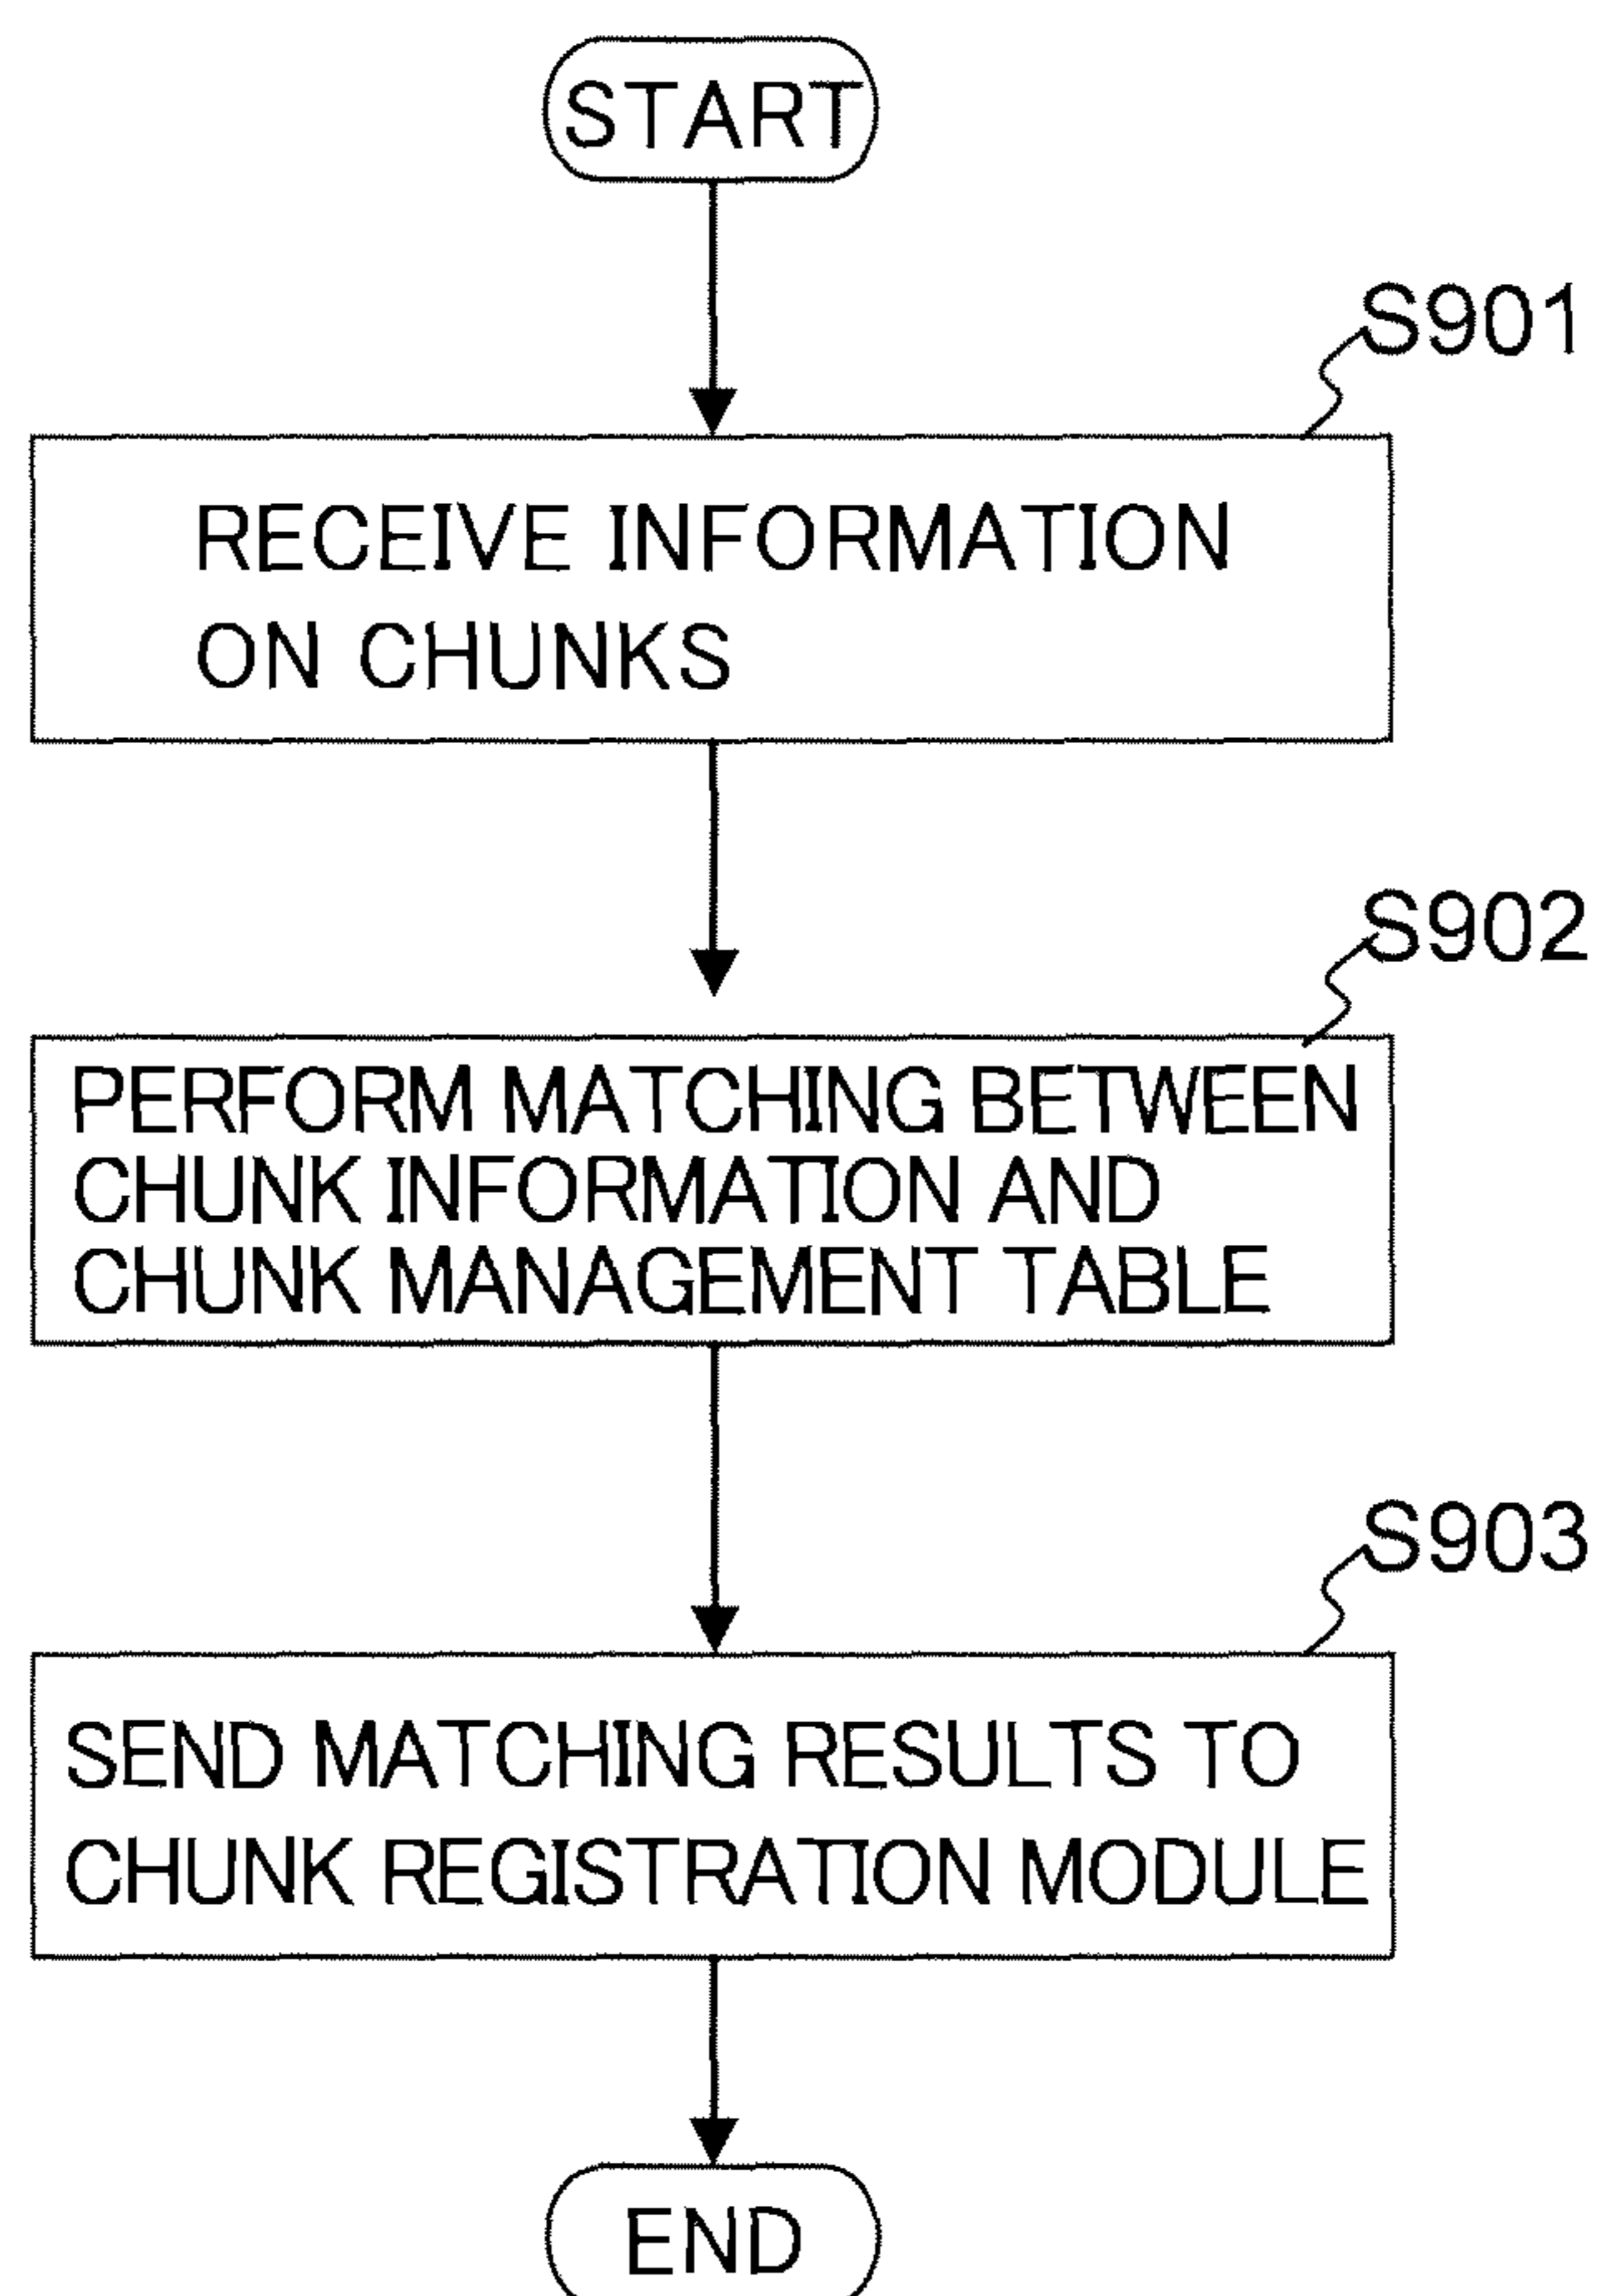 START
S901
RECEIVE INFORMATION
ON CHUNKS
S902
PERFORM MATCHING BETWEEN
CHUNK INFORMATION AND
CHUNK MANAGEMENT TABLE
S903
SEND MATCHING RESULTS TO
CHUNK REGISTRATION MODULE
END